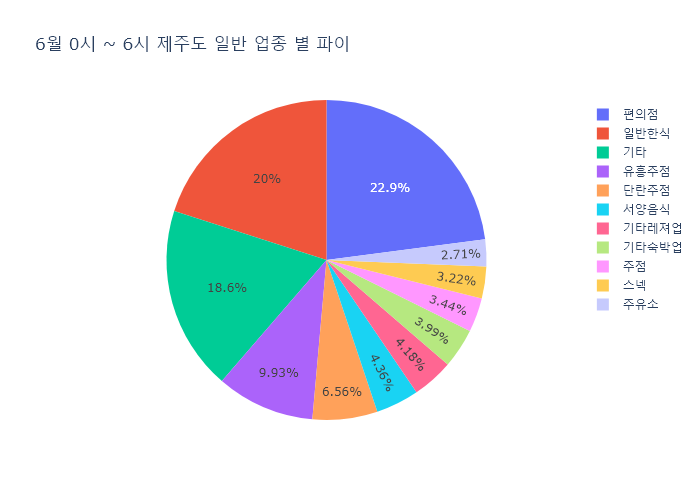 6월 0시 ~ 6시 제주도 일반 업종 별 파이
22.9%
20%
18.6%
9.93%
6.56%
4.36%
4.18%
3.99%
3.44%
3.22%
2.71%
편의점
일반한식
기타
유흥주점
단란주점
서양음식
기타레져업
기타숙박업
주점
스넥
주유소